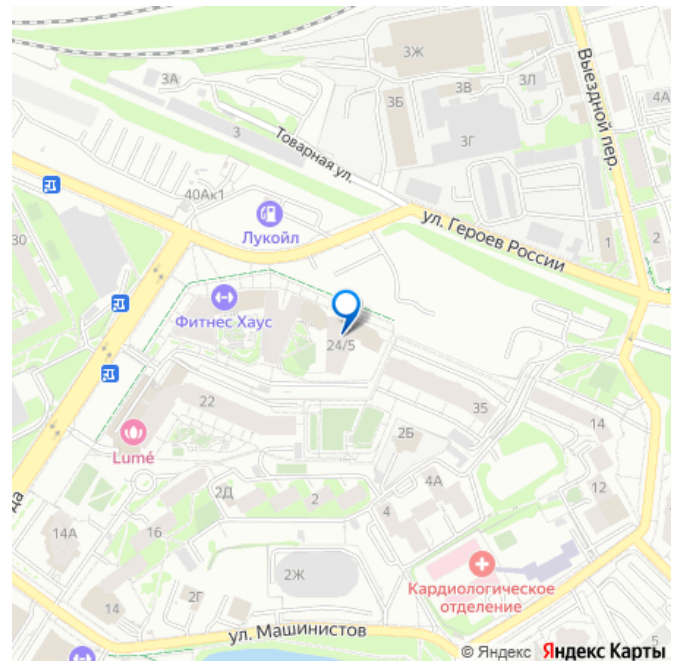 3Ж
3А
3Б
3В
3Л
4А
3
3Г
Товарная ул.
Выездной пер.
40Ак1
Лукойл
ул. Героев России
30
1
2
Фитнес Хаус
24/5
22
35
14
2Б
Lumé
2Д
2
4А
4
12
да
14А
16
2Ж
Кардиологическое
отделение
14
2Г
ул. Машинистов
5
© Яндекс Яндекс Карты